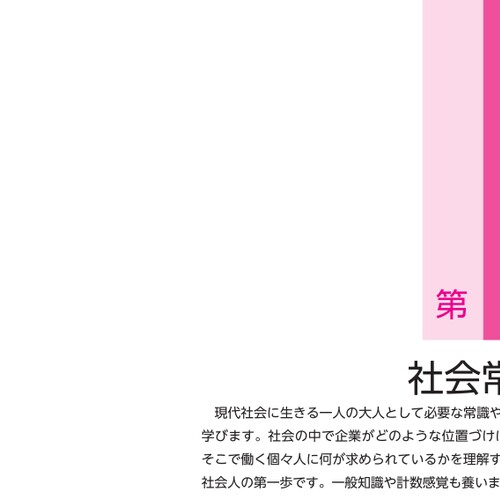 第
社会常
現代社会に生きる一人の大人として必要な常識や
学びます。社会の中で企業がどのような位置づけに
そこで働く個々人に何が求められているかを理解す
社会人の第一歩です。一般知識や計数感覚も養いま